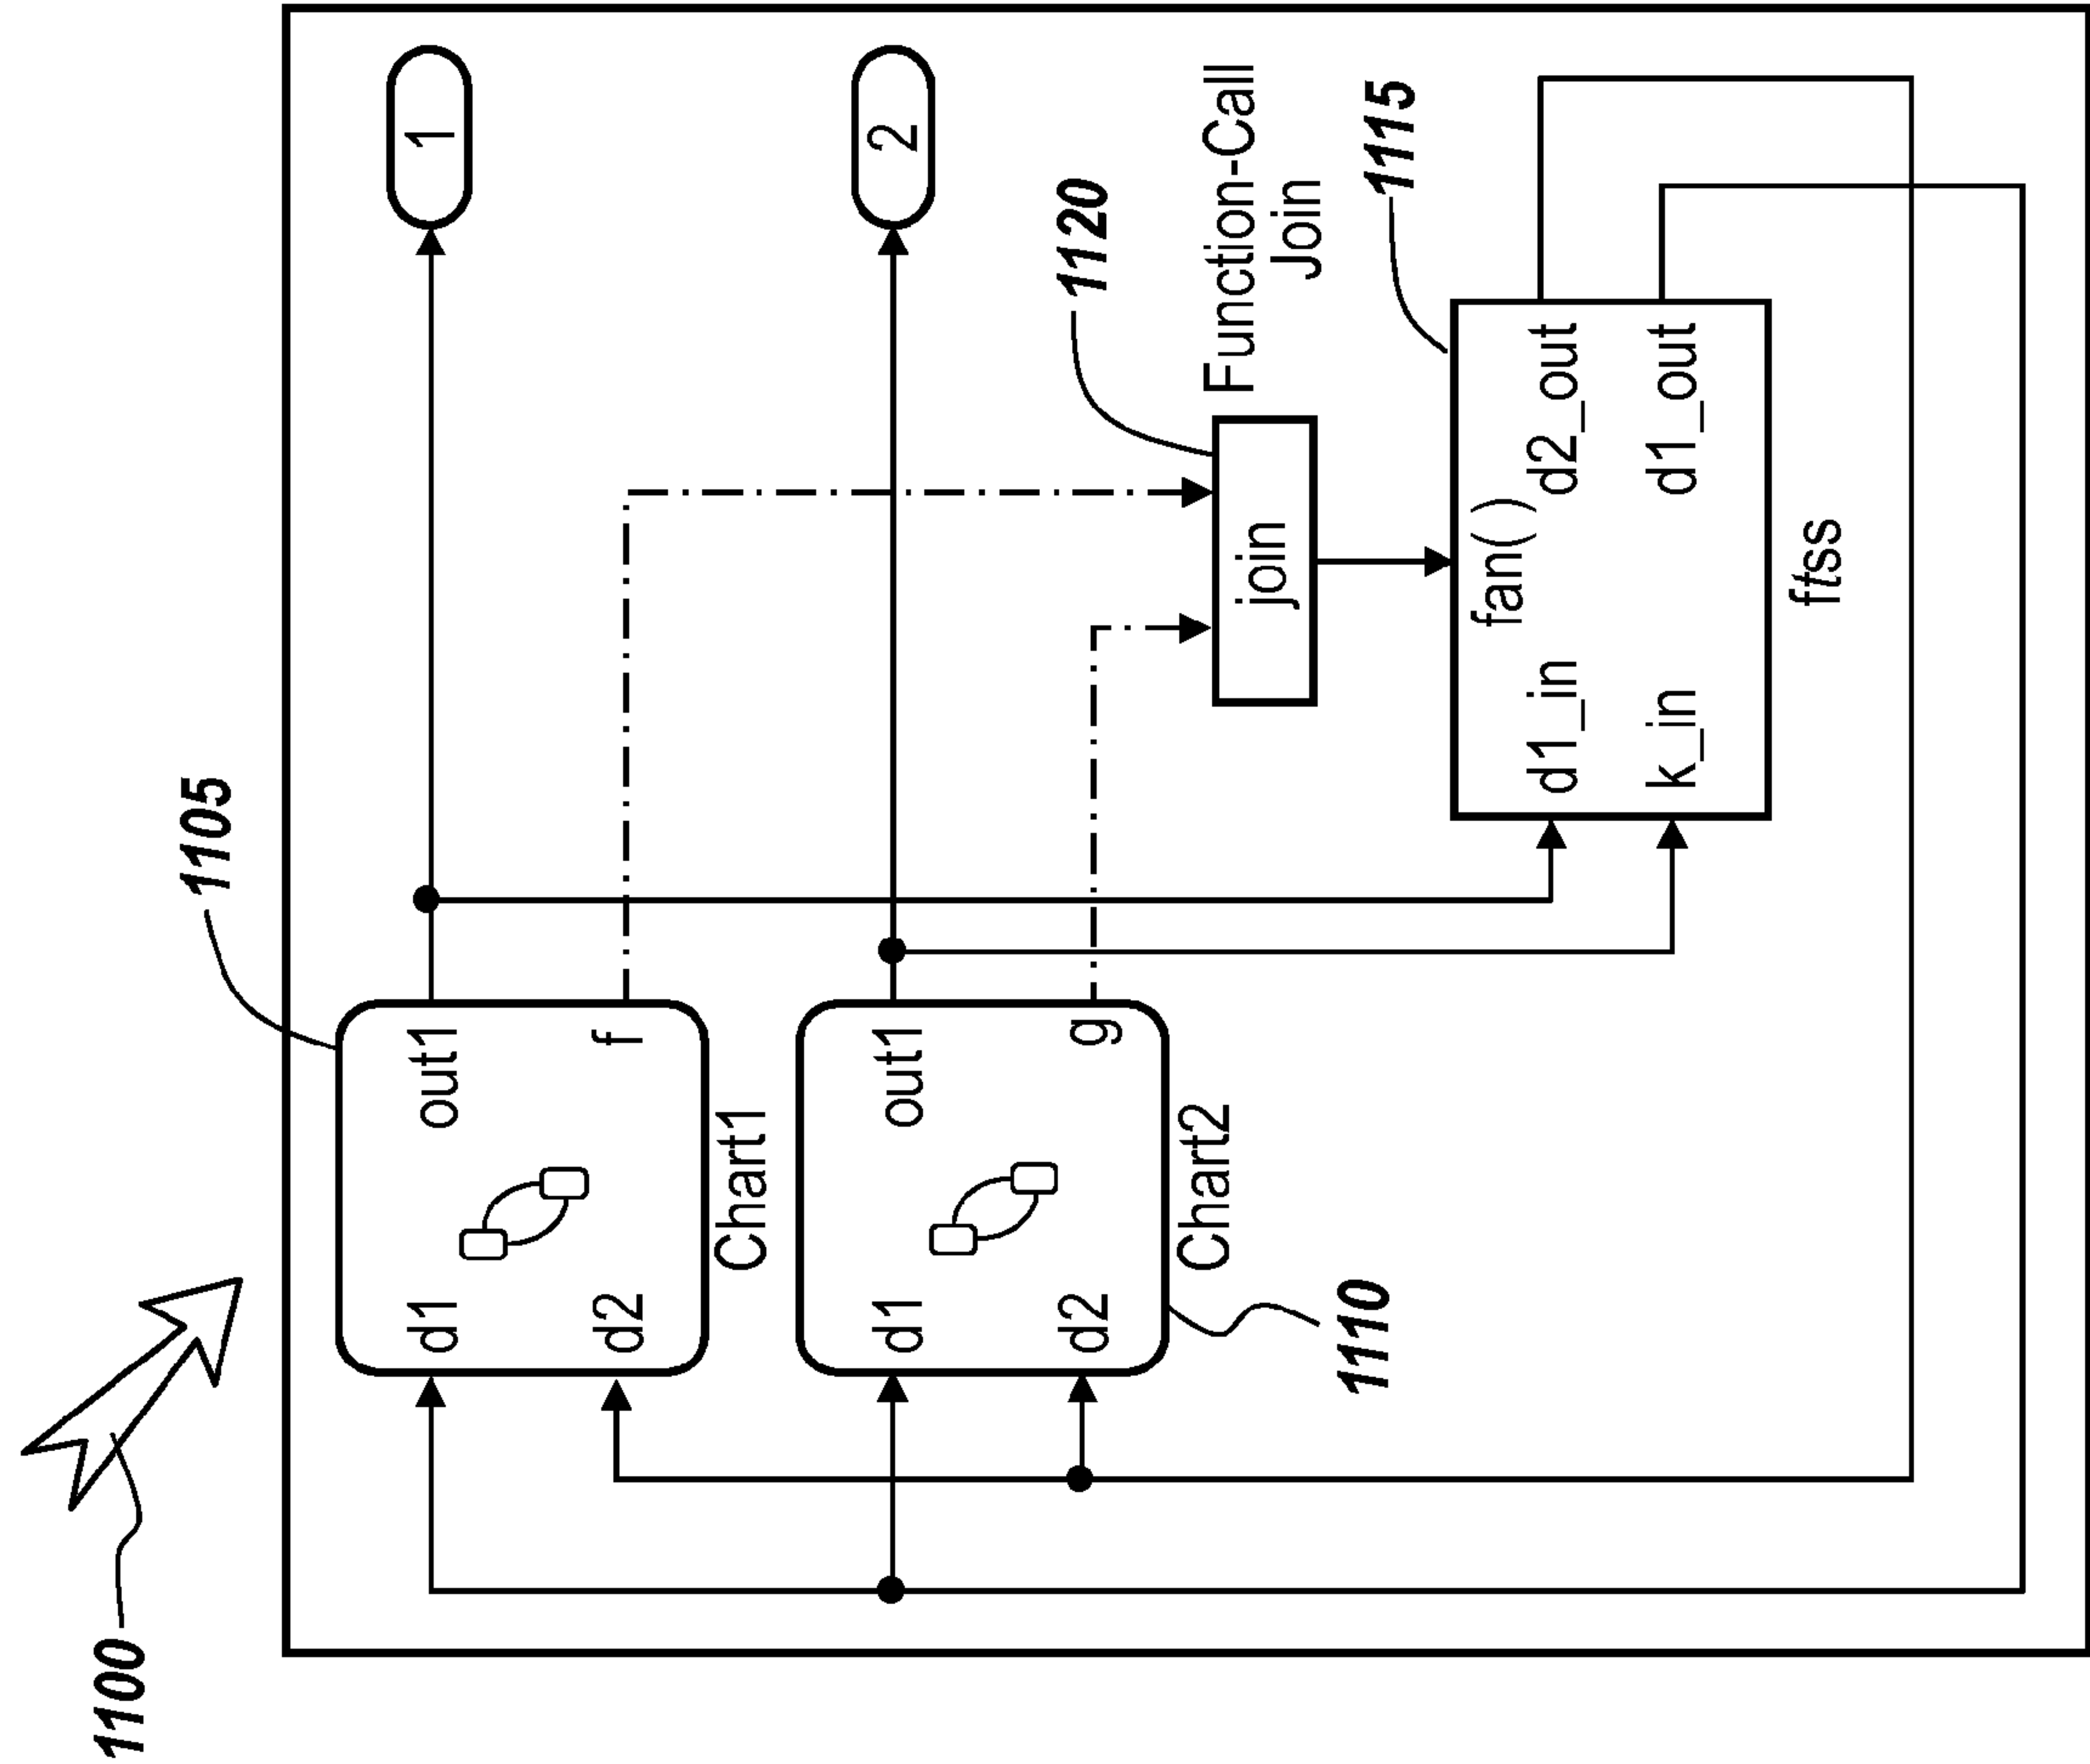 1100
1105
d1
out1
1
d2
f
Chart1
d1
out1
2
d2
g
Chart2
1110
1120
Function-Call
Join
join
1115
fan()
d1_in
d2_out
k_in
d1_out
ftss